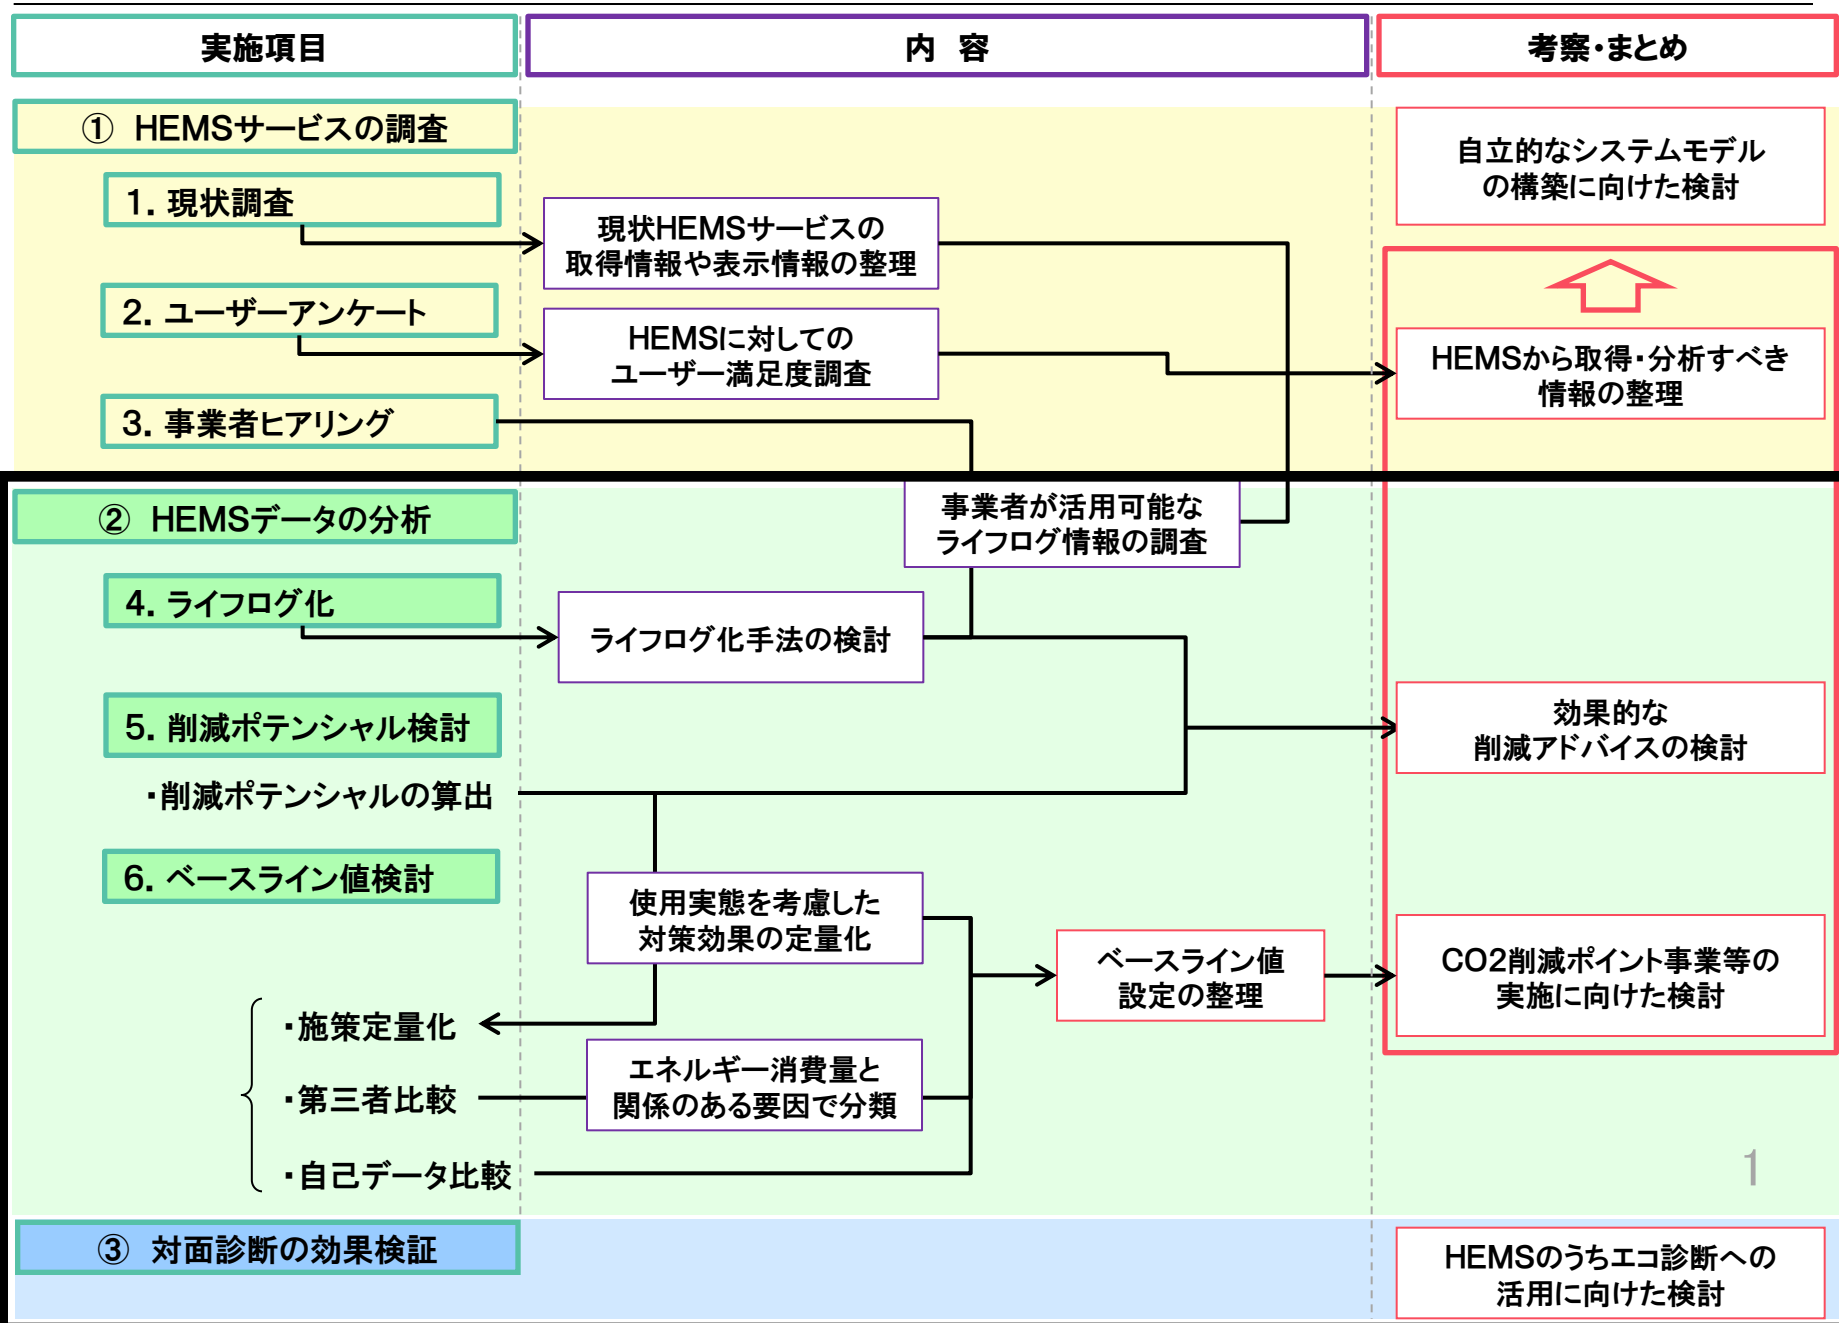 実施項目
内 容
考察・まとめ
① HEMSサービスの調査
1. 現状調査
現状HEMSサービスの
取得情報や表示情報の整理
自立的なシステムモデル
の構築に向けた検討
2. ユーザーアンケート
HEMSに対しての
ユーザー満足度調査
HEMSから取得・分析すべき
情報の整理
3. 事業者ヒアリング
② HEMSデータの分析
事業者が活用可能な
ライフログ情報の調査
4. ライフログ化
ライフログ化手法の検討
5. 削減ポテンシャル検討
・削減ポテンシャルの算出
効果的な
削減アドバイスの検討
6. ベースライン値検討
使用実態を考慮した
対策効果の定量化
ベースライン値
設定の整理
CO2削減ポイント事業等の
実施に向けた検討
・施策定量化
・第三者比較
エネルギー消費量と
関係のある要因で分類
・自己データ比較
1
③ 対面診断の効果検証
HEMSのうちエコ診断への
活用に向けた検討